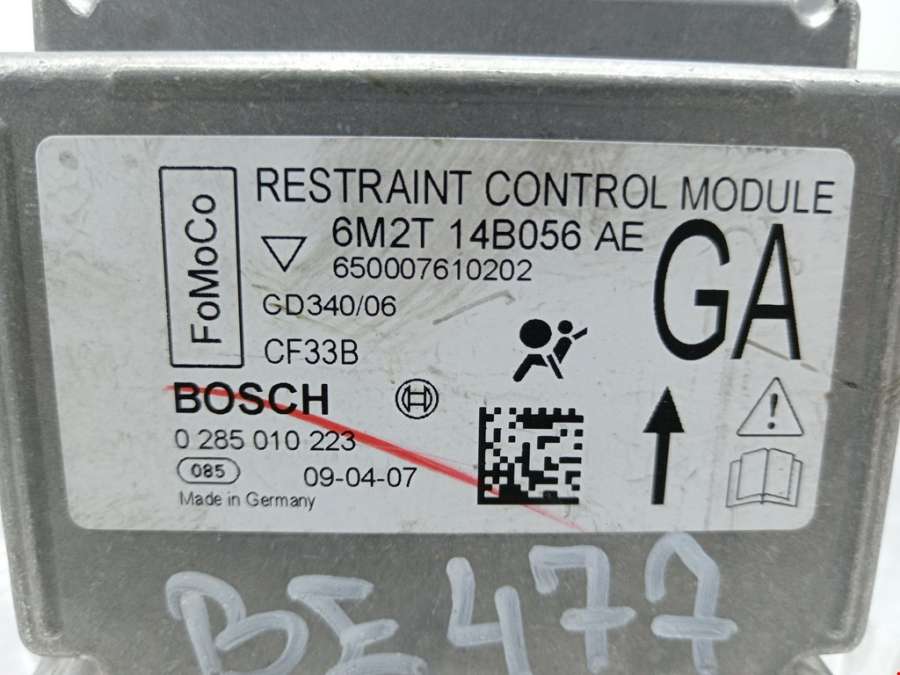 FoMoCo
RESTRAINT CONTROL MODULE
6M2T 14B056 AE
650007610202
GA
GD340/06
CF33B
BOSCH
0 285 010 223
085
09-04-07
Made in Germany
BE477